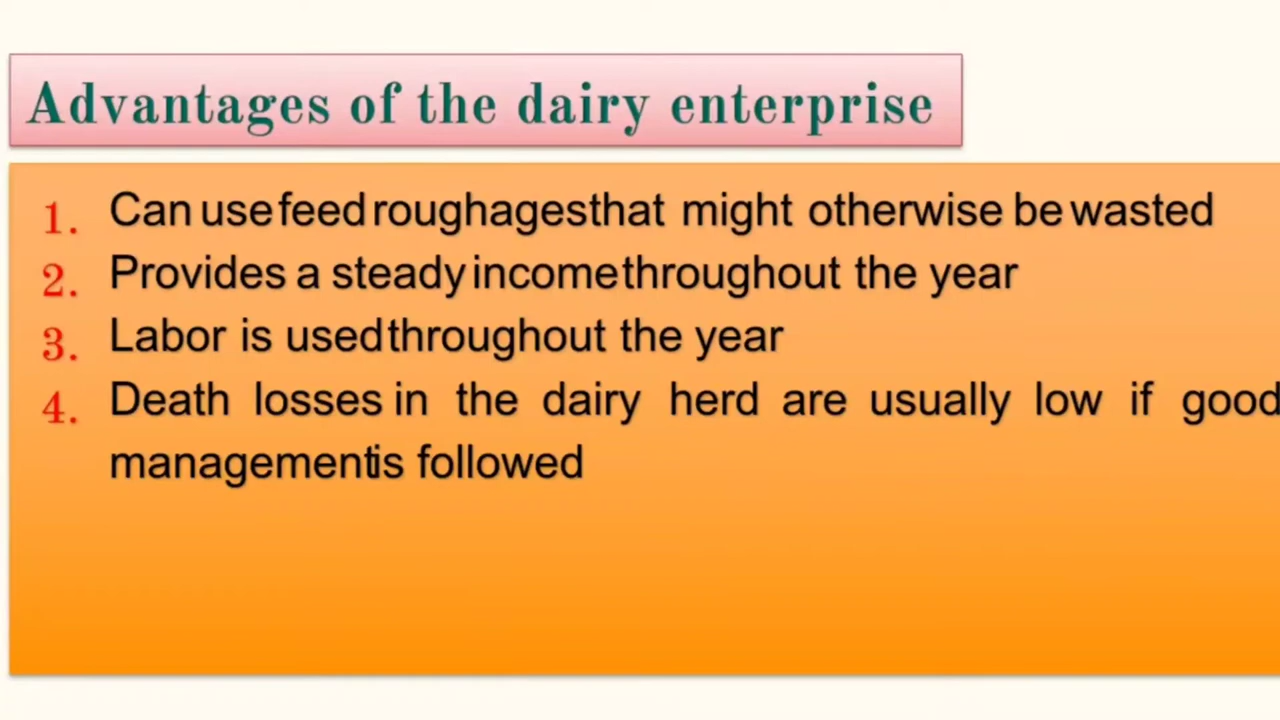 Advantages of the dairy enterprise
1. Can use feed roughages that might otherwise be wasted
2. Provides a steady income throughout the year
3. Labor is used throughout the year
4. Death losses in the dairy herd are usually low if good
management is followed